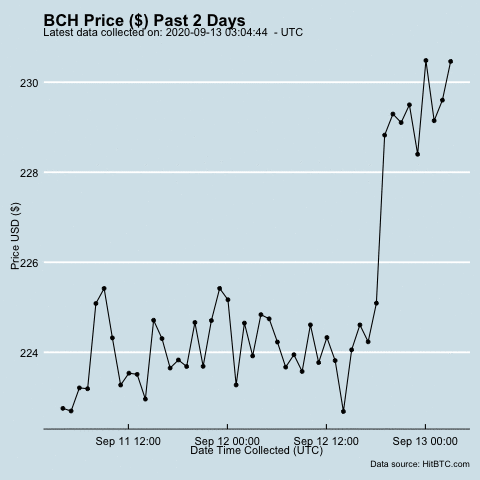 BCH Price ($) Past 2 Days
Latest data collected on: 2020-09-13 03:04:44 - UTC
Price USD ($)
230
228
226
224
Sep 11 12:00 Sep 12 00:00 Sep 12 12:00 Sep 13 00:00
Date Time Collected (UTC)
Data source: HitBTC.com